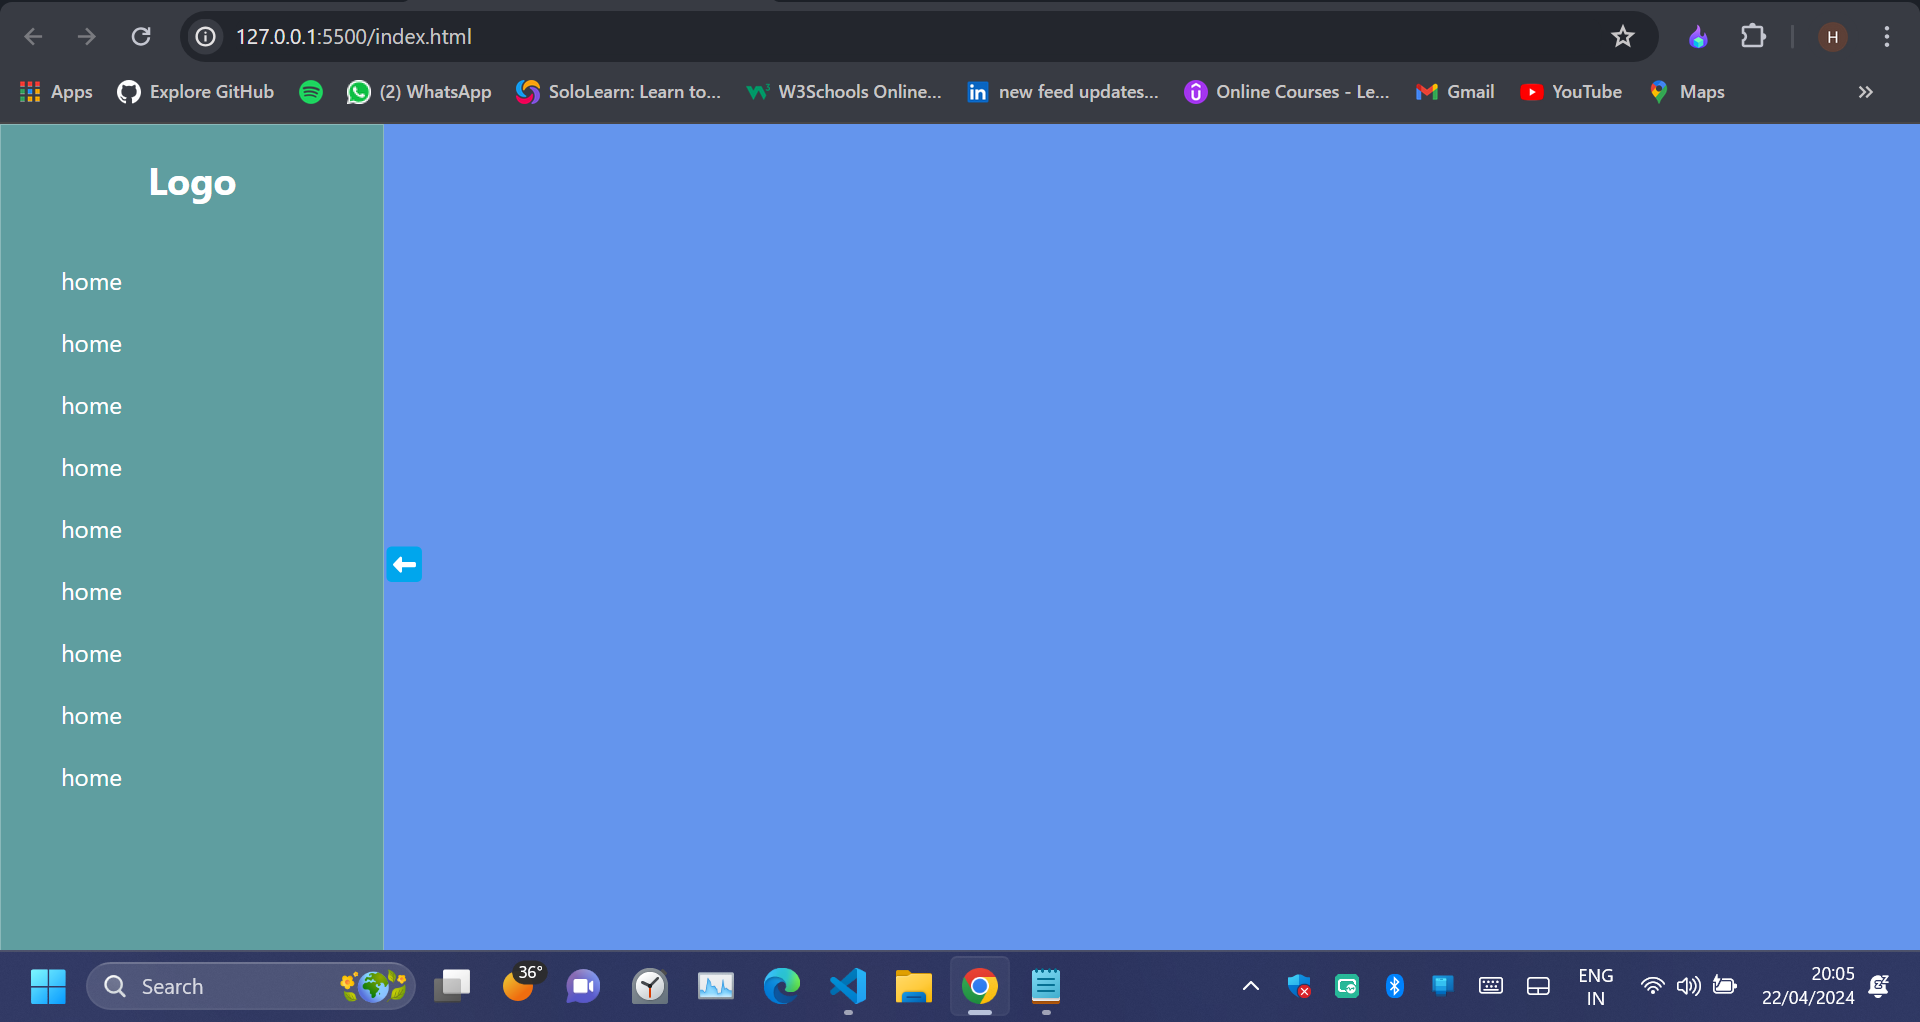 127.0.0.1:5500/index.html
H
Apps
Explore GitHub
(2) WhatsApp
SoloLearn: Learn to...
W3Schools Online...
new feed updates...
Online Courses - Le...
Gmail
YouTube
Maps
Logo
home
home
home
home
home
home
home
home
home
Search
36°
ENG
IN
20:05
22/04/2024